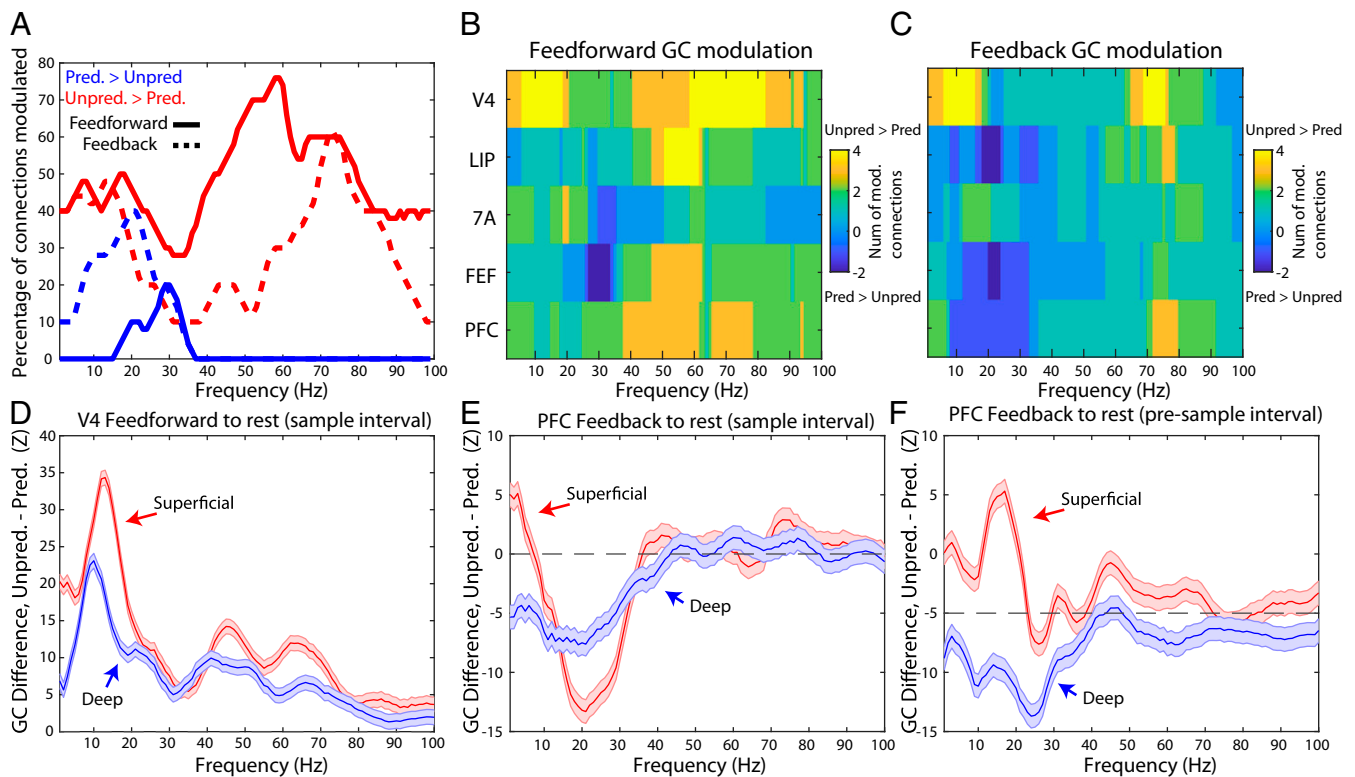 A
Percentage of connections modulated
80
70
60
50
40
30
20
10
0
Pred. > Unpred
Unpred. > Pred.
Feedforward
Feedback
10 20 30 40 50 60 70 80 90 100
Frequency (Hz)
B
Feedforward GC modulation
V4
LIP
7A
FEF
PFC
10 20 30 40 50 60 70 80 90 100
Frequency (Hz)
Unpred > Pred
4
2
0
-2
Num of mod.
connections
Pred > Unpred
C
Feedback GC modulation
10 20 30 40 50 60 70 80 90 100
Frequency (Hz)
Unpred > Pred
4
2
0
-2
Num of mod.
connections
Pred > Unpred
D
V4 Feedforward to rest (sample interval)
GC Difference, Unpred. - Pred. (Z)
40
35
30
25
20
15
10
5
0
Superficial
Deep
10 20 30 40 50 60 70 80 90 100
Frequency (Hz)
E
PFC Feedback to rest (sample interval)
GC Difference, Unpred. - Pred. (Z)
10
5
0
-5
-10
-15
Superficial
Deep
10 20 30 40 50 60 70 80 90 100
Frequency (Hz)
F
PFC Feedback to rest (pre-sample interval)
GC Difference, Unpred. - Pred. (Z)
10
5
0
-5
-10
-15
Superficial
Deep
10 20 30 40 50 60 70 80 90 100
Frequency (Hz)